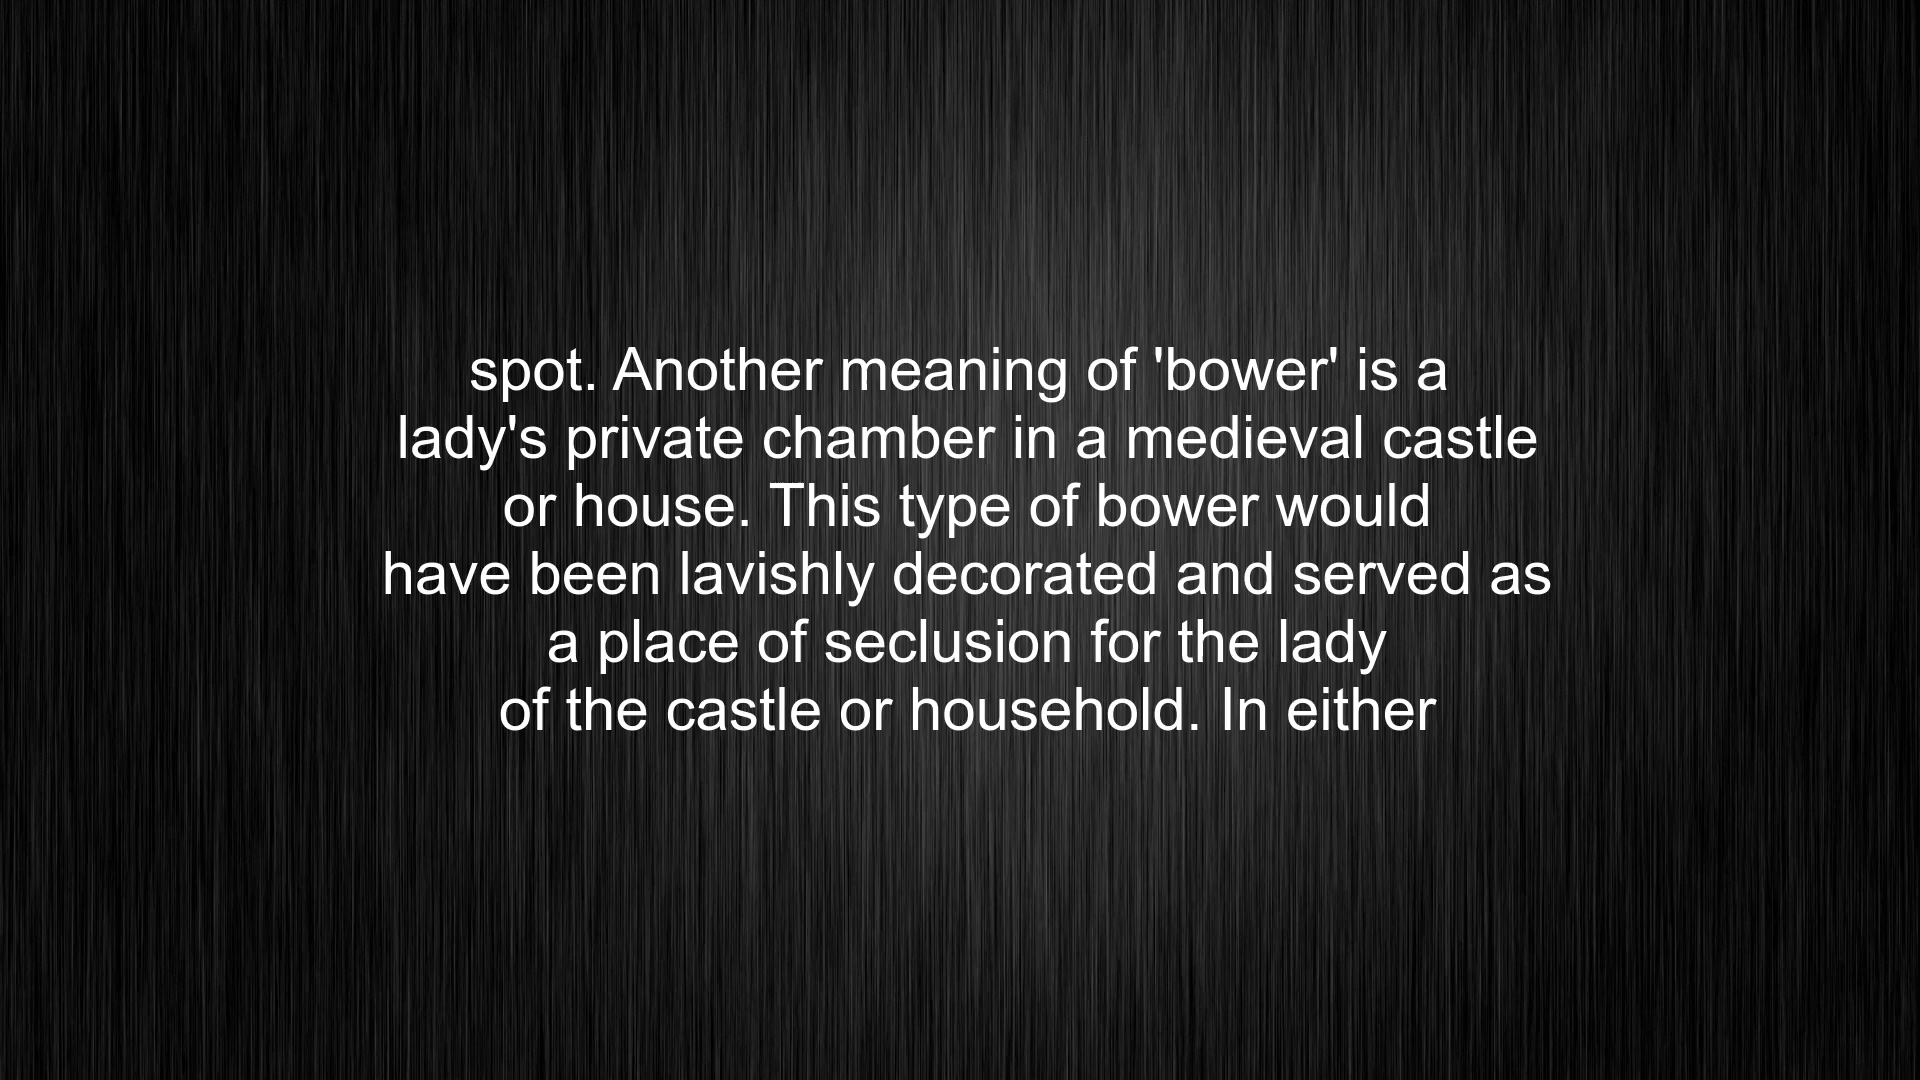 spot. Another meaning of 'bower' is a
lady's private chamber in a medieval castle
or house. This type of bower would
have been lavishly decorated and served as
a place of seclusion for the lady
of the castle or household. In either